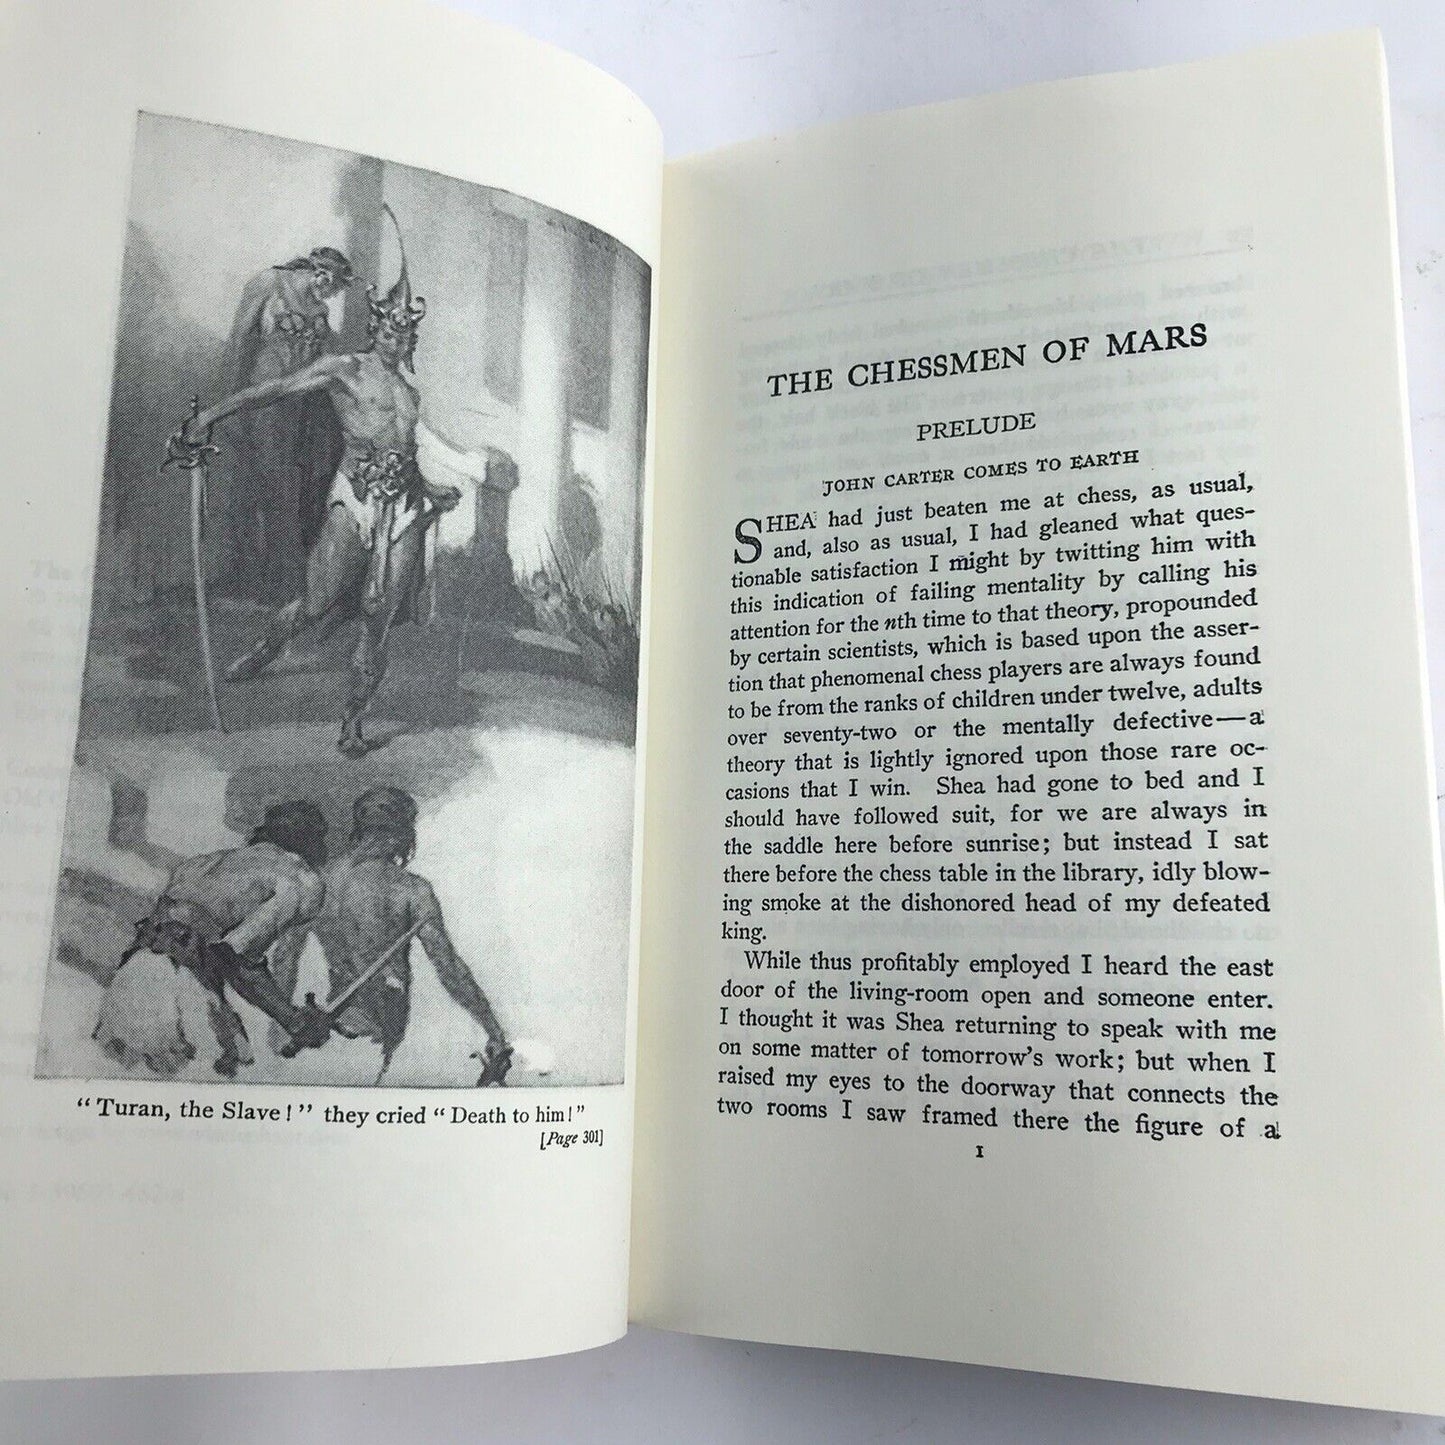 "Turan, the Slave!" they cried "Death to him!"
[Page 301]
THE CHESSMEN OF MARS
PRELUDE
JOHN CARTER COMES TO EARTH
SHEA had just beaten me at chess, as usual,
and, also as usual, I had gleaned what ques-
tionable satisfaction I might by twitting him with
this indication of failing mentality by calling his
attention for the nth time to that theory, propounded
by certain scientists, which is based upon the asser-
tion that phenomenal chess players are always found
to be from the ranks of children under twelve, adults
over seventy-two or the mentally defective—a
theory that is lightly ignored upon those rare oc-
casions that I win. Shea had gone to bed and I
should have followed suit, for we are always in
the saddle here before sunrise; but instead I sat
there before the chess table in the library, idly blow-
ing smoke at the dishonored head of my defeated
king.
While thus profitably employed I heard the east
door of the living-room open and someone enter.
I thought it was Shea returning to speak with me
on some matter of tomorrow's work; but when I
raised my eyes to the doorway that connects the
two rooms I saw framed there the figure of a
1